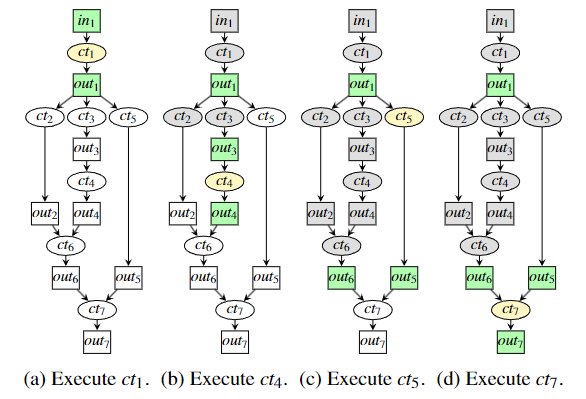 in1 in1 in1 in1
ct1 ct1 ct1 ct1
out1 out1 out1 out1
ct2 ct3 ct5 ct2 ct3 ct5 ct2 ct3 ct5 ct2 ct3 ct5
out3 out3 out3 out3
ct4 ct4 ct4 ct4
out2 out4 out2 out4 out2 out4 out2 out4
ct6 ct6 ct6 ct6
out6 out5 out6 out5 out6 out5 out6 out5
ct7 ct7 ct7 ct7
out7 out7 out7 out7
(a) Execute ct1. (b) Execute ct4. (c) Execute ct5. (d) Execute ct7.